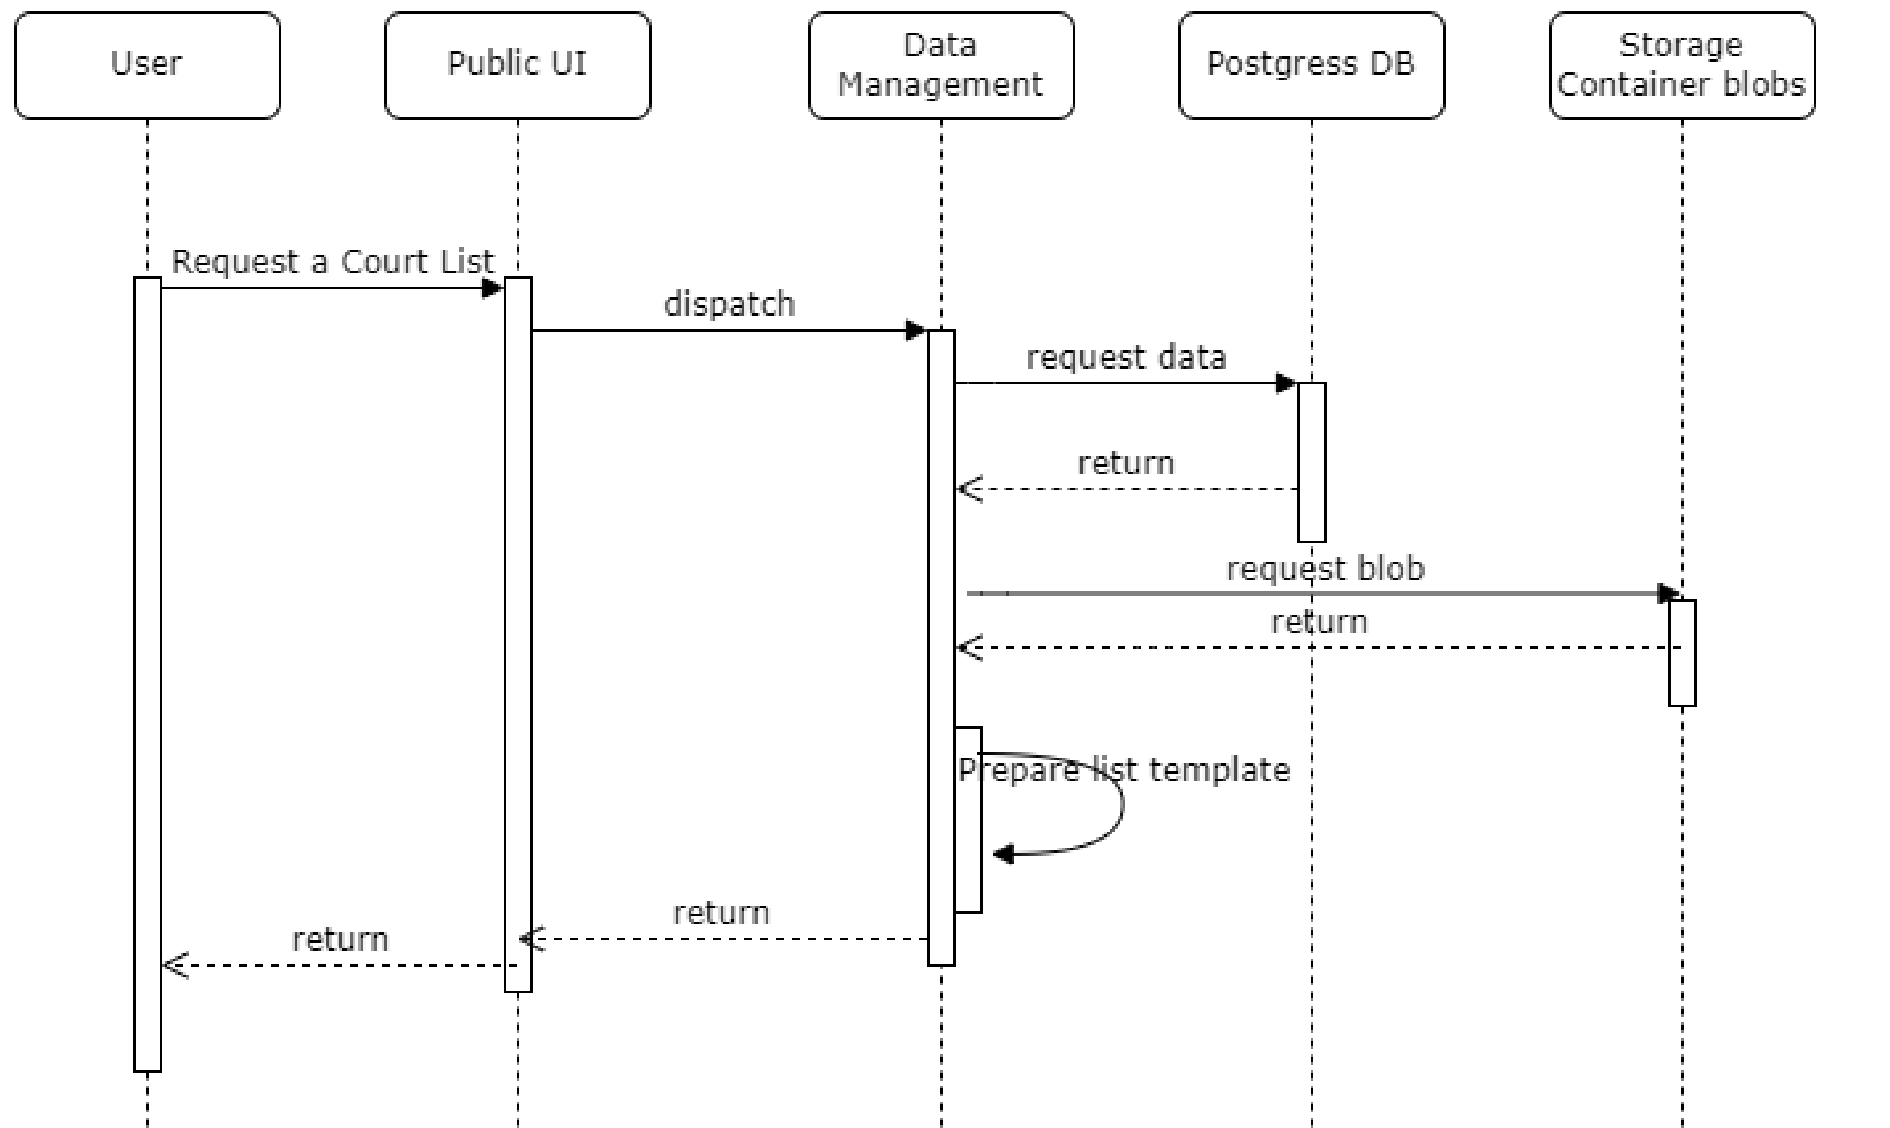 User
Public UI
Data
Management
Postgress DB
Storage
Container blobs
Request a Court List
dispatch
request data
return
request blob
return
Prepare list template
return
return